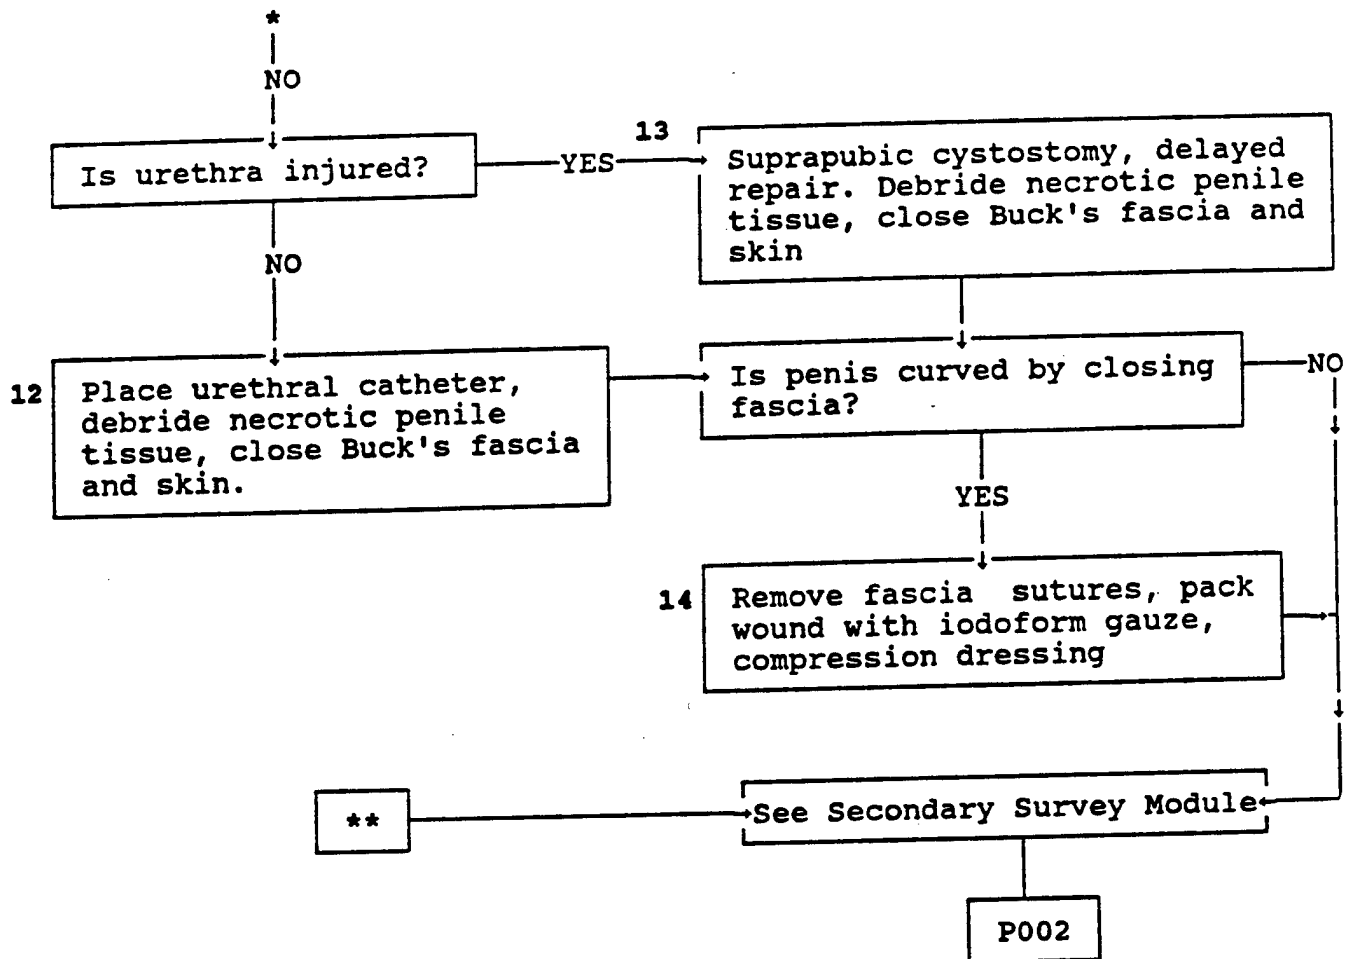 *
NO
Is urethra injured?
YES
13
Suprapubic cystostomy, delayed
repair. Debride necrotic penile
tissue, close Buck's fascia and
skin
NO
12
Place urethral catheter,
debride necrotic penile
tissue, close Buck's fascia
and skin.
Is penis curved by closing
fascia?
NO
YES
14
Remove fascia sutures, pack
wound with iodoform gauze,
compression dressing
**
See Secondary Survey Module
P002